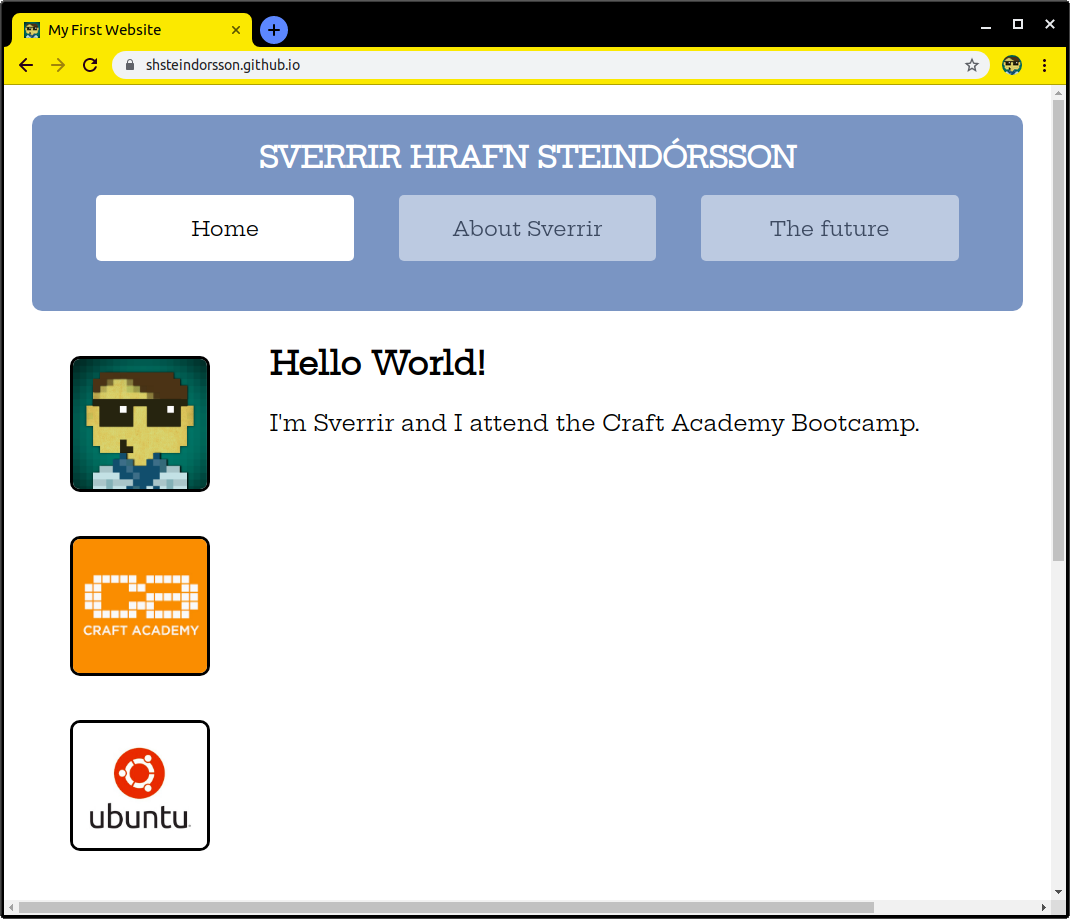 My First Website
shsteindorsson.github.io
SVERRIR HRAFN STEINDÓRSSON
Home
About Sverrir
The future
Hello World!
I'm Sverrir and I attend the Craft Academy Bootcamp.
ca
CRAFT ACADEMY
ubuntu